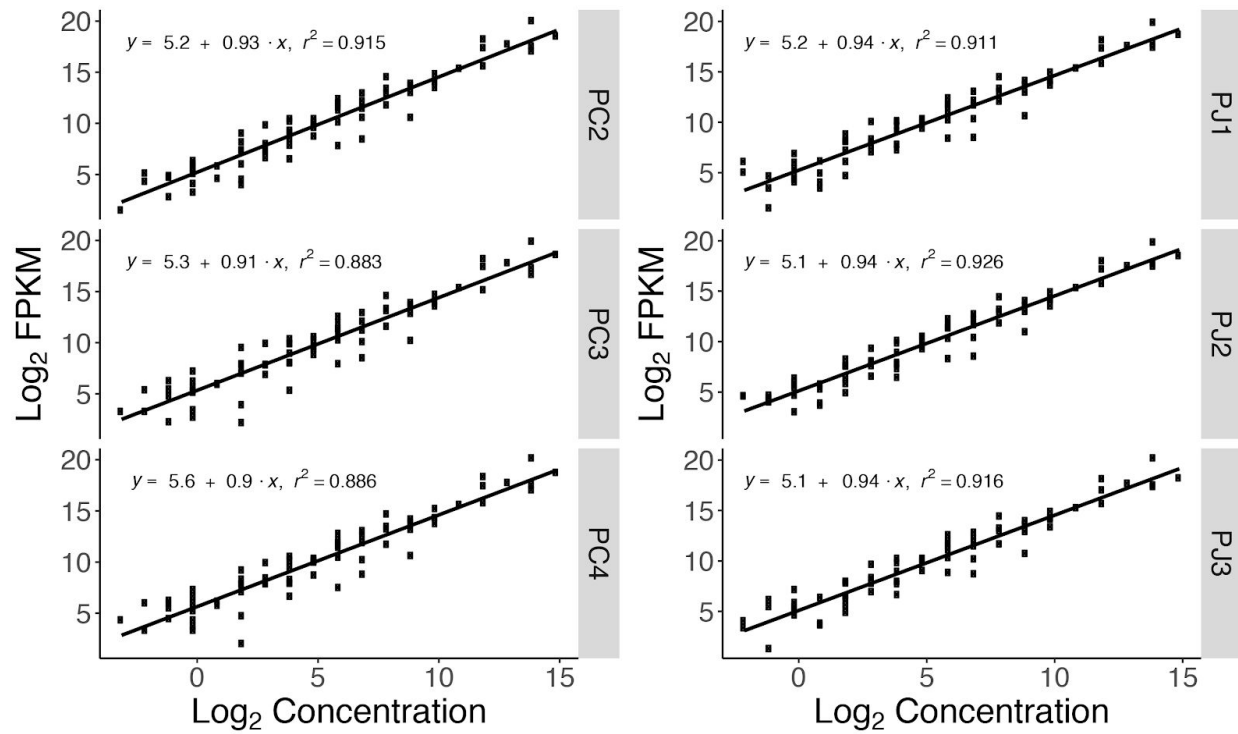 y = 5.2 + 0.93 · x, r² = 0.915
20
15
10
5
PC2
y = 5.3 + 0.91 · x, r² = 0.883
20
15
10
5
PC3
y = 5.6 + 0.9 · x, r² = 0.886
20
15
10
5
PC4
Log₂ FPKM
0 5 10 15
Log₂ Concentration
y = 5.2 + 0.94 · x, r² = 0.911
20
15
10
5
PJ1
y = 5.1 + 0.94 · x, r² = 0.926
20
15
10
5
PJ2
y = 5.1 + 0.94 · x, r² = 0.916
20
15
10
5
PJ3
Log₂ FPKM
0 5 10 15
Log₂ Concentration